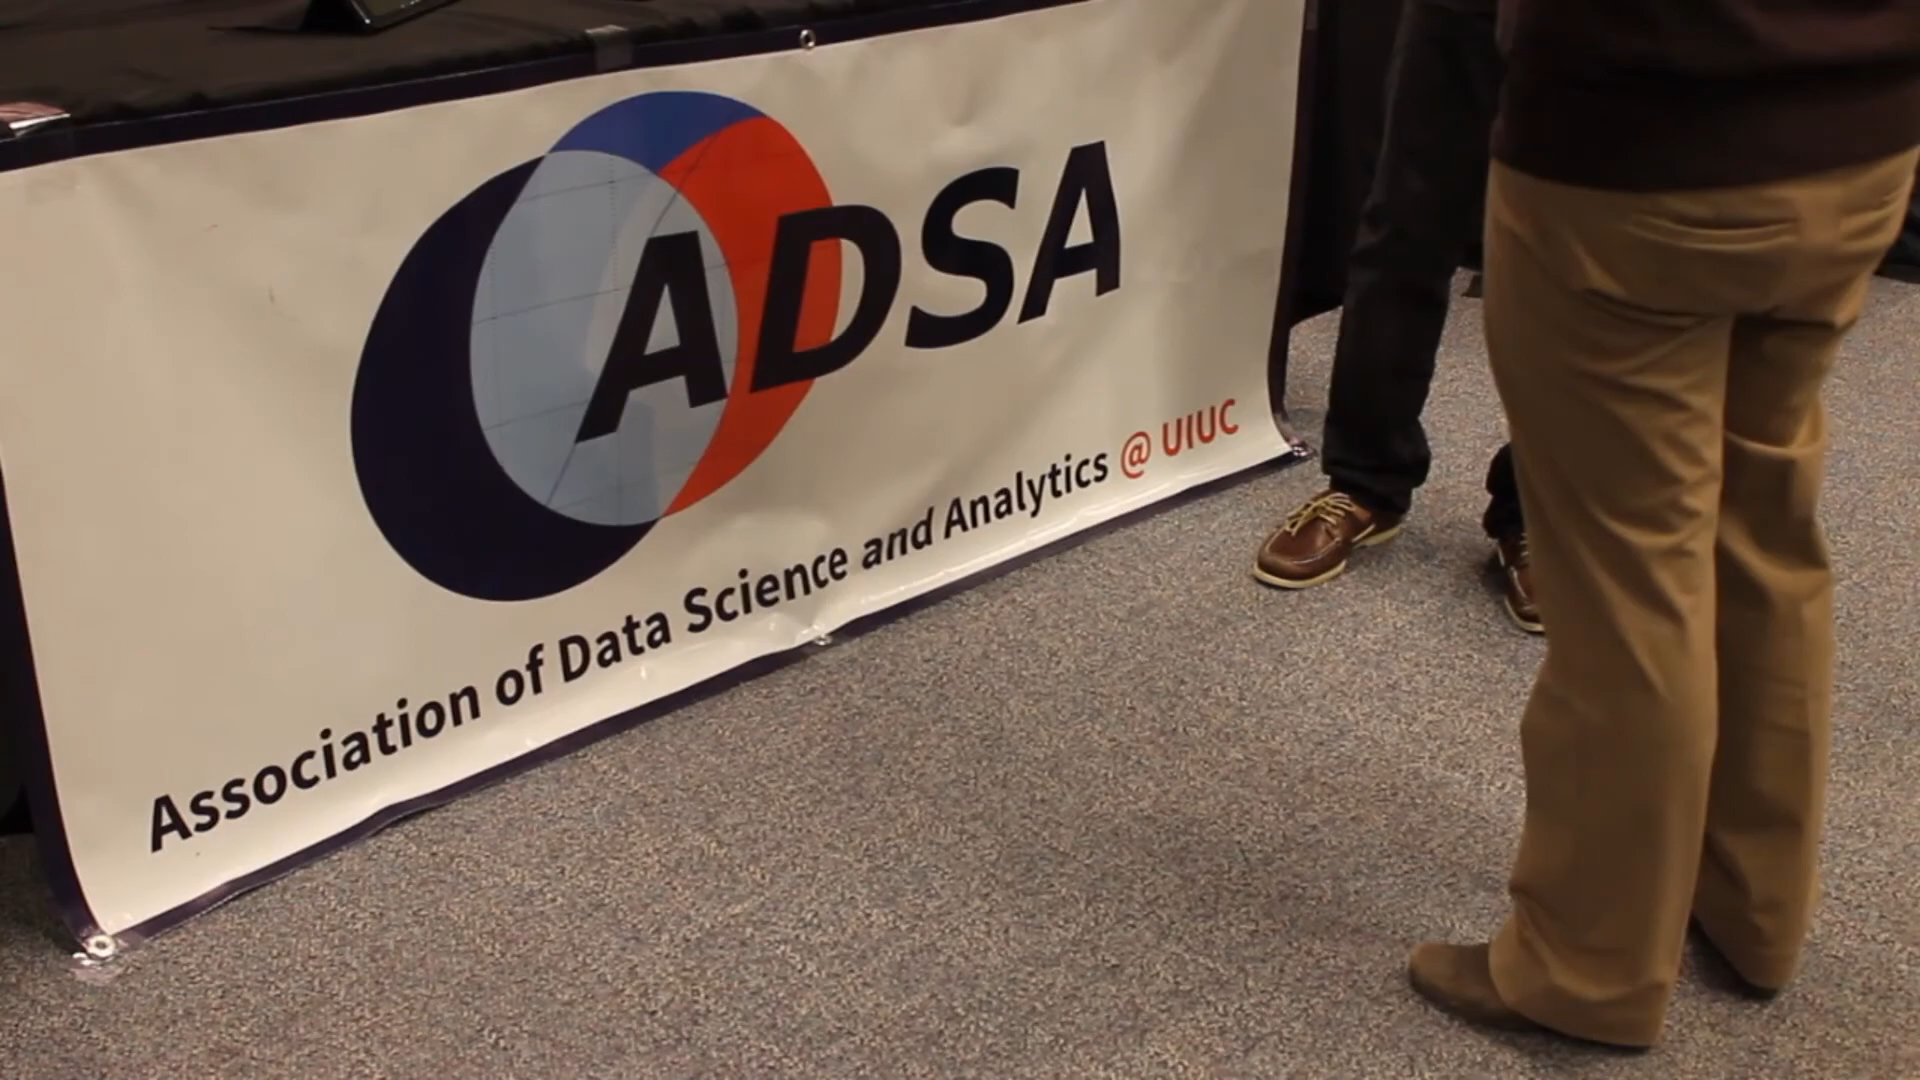 ADSA
Association of Data Science and Analytics @ UIUC